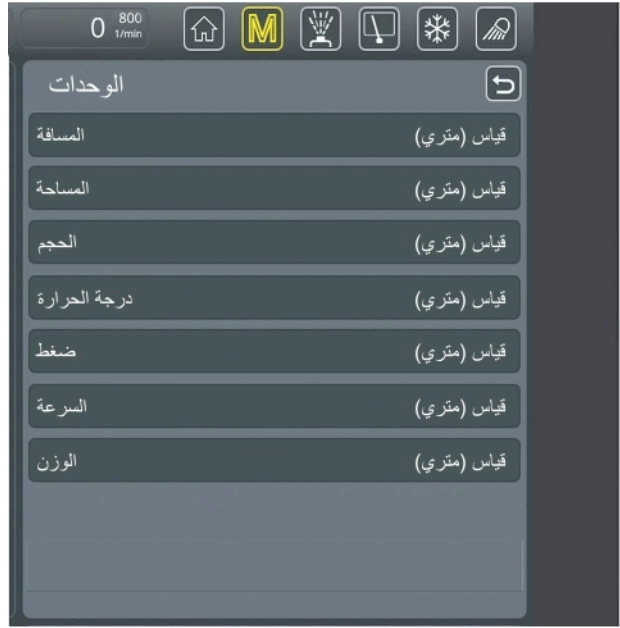 0 800 1/min
M
الوحدات
المسافة قياس (متري)
المساحة قياس (متري)
الحجم قياس (متري)
درجة الحرارة قياس (متري)
ضغط قياس (متري)
السرعة قياس (متري)
الوزن قياس (متري)